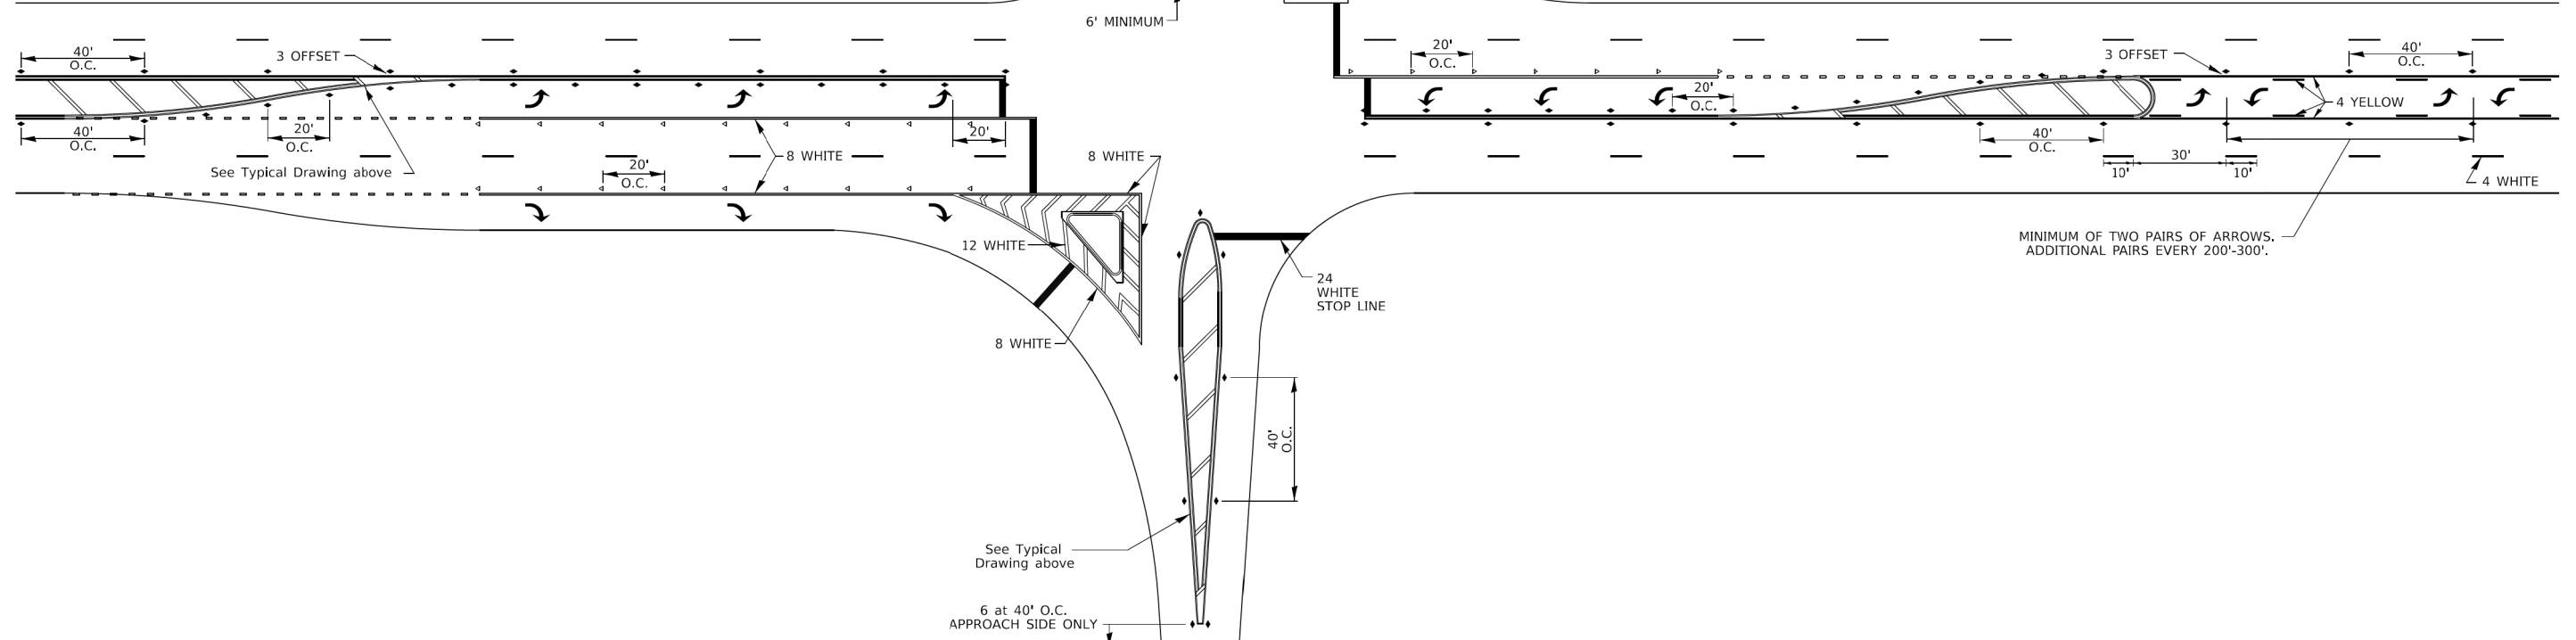 6' MINIMUM
40'
O.C.
3 OFFSET
20'
O.C.
3 OFFSET
40'
O.C.
20'
O.C.
4 YELLOW
40'
O.C.
20'
O.C.
20'
40'
O.C.
See Typical Drawing above
8 WHITE
20'
O.C.
8 WHITE
30'
10'
10'
4 WHITE
12 WHITE
MINIMUM OF TWO PAIRS OF ARROWS.
ADDITIONAL PAIRS EVERY 200'-300'.
24
WHITE
STOP LINE
8 WHITE
40'
O.C.
See Typical
Drawing above
6 at 40' O.C.
APPROACH SIDE ONLY